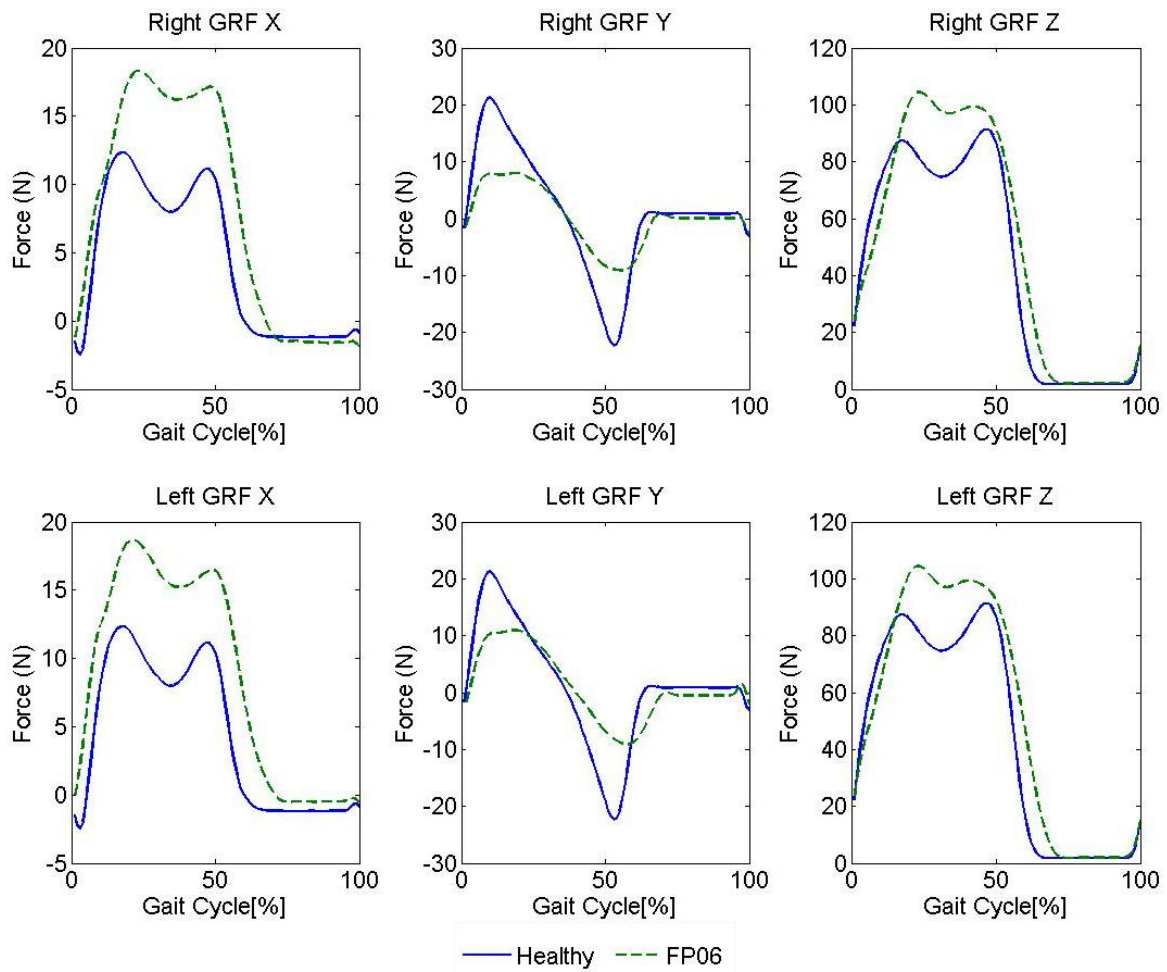 Right GRF X
Right GRF Y
Right GRF Z
20
15
10
5
0
-5
Force (N)
0
50
100
Gait Cycle[%]
30
20
10
0
-10
-20
-30
Force (N)
0
50
100
Gait Cycle[%]
120
100
80
60
40
20
0
Force (N)
0
50
100
Gait Cycle[%]
Left GRF X
Left GRF Y
Left GRF Z
20
15
10
5
0
-5
Force (N)
0
50
100
Gait Cycle[%]
30
20
10
0
-10
-20
-30
Force (N)
0
50
100
Gait Cycle[%]
120
100
80
60
40
20
0
Force (N)
0
50
100
Gait Cycle[%]
Healthy
FP06